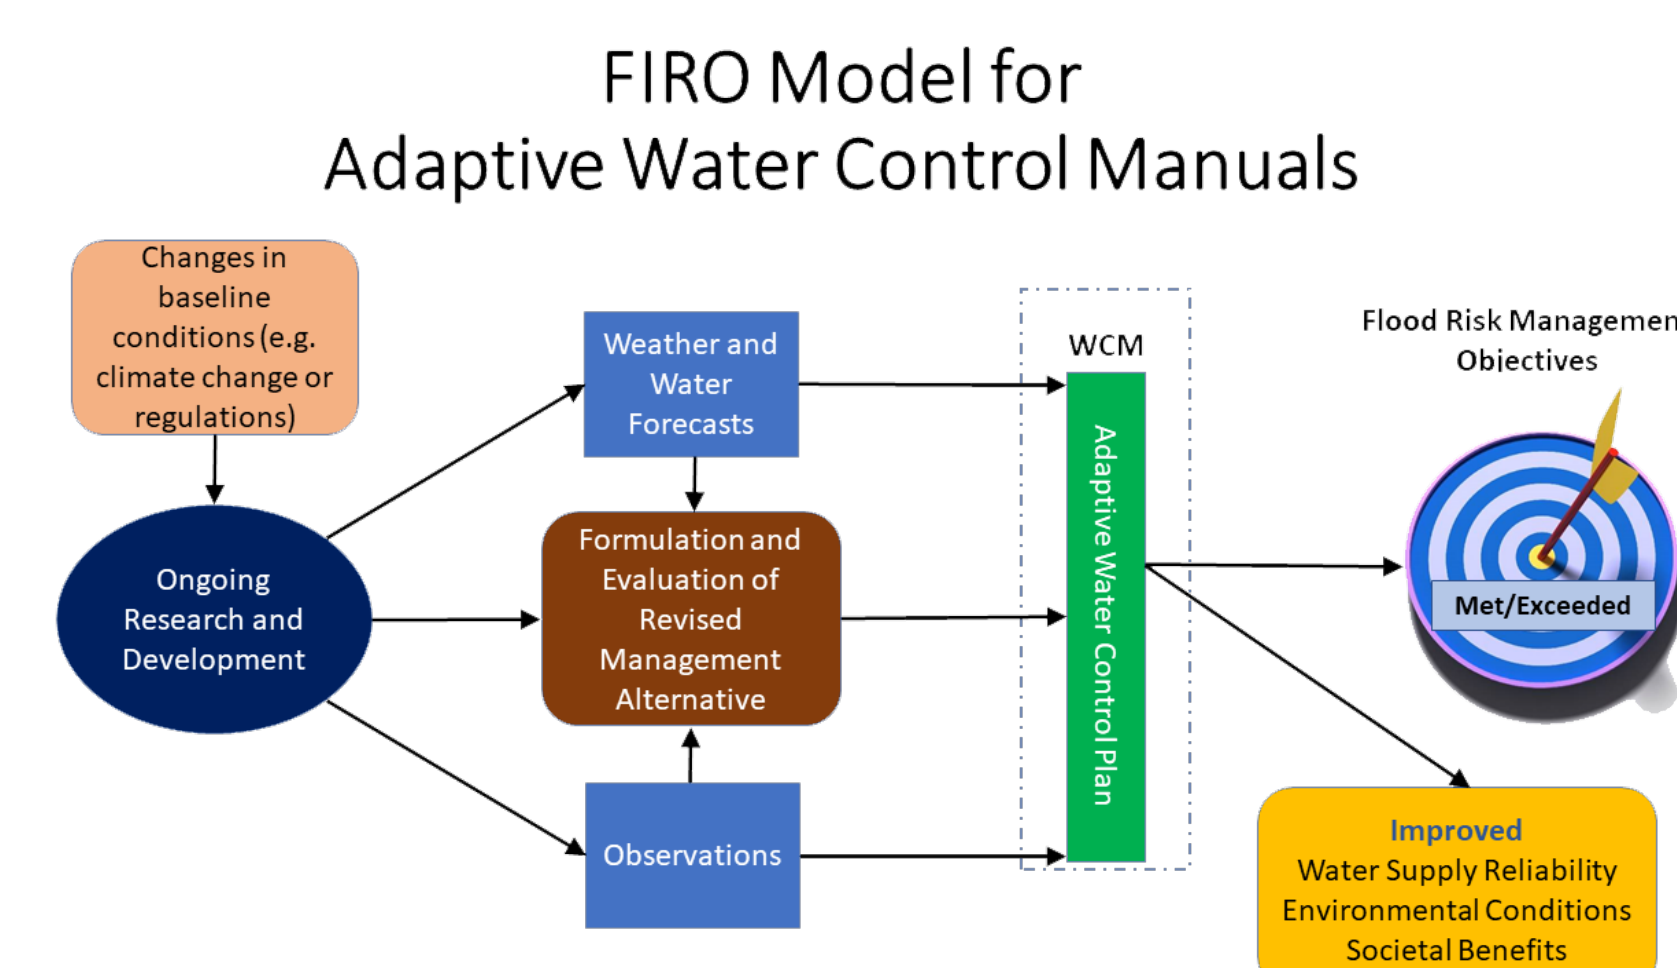 FIRO Model for
Adaptive Water Control Manuals
Changes in
baseline
conditions (e.g.
climate change or
regulations)
Ongoing
Research and
Development
Weather and
Water
Forecasts
Formulation and
Evaluation of
Revised
Management
Alternative
Observations
WCM
Adaptive Water Control Plan
Flood Risk Managemen
Objectives
Met/Exceeded
Improved
Water Supply Reliability
Environmental Conditions
Societal Benefits